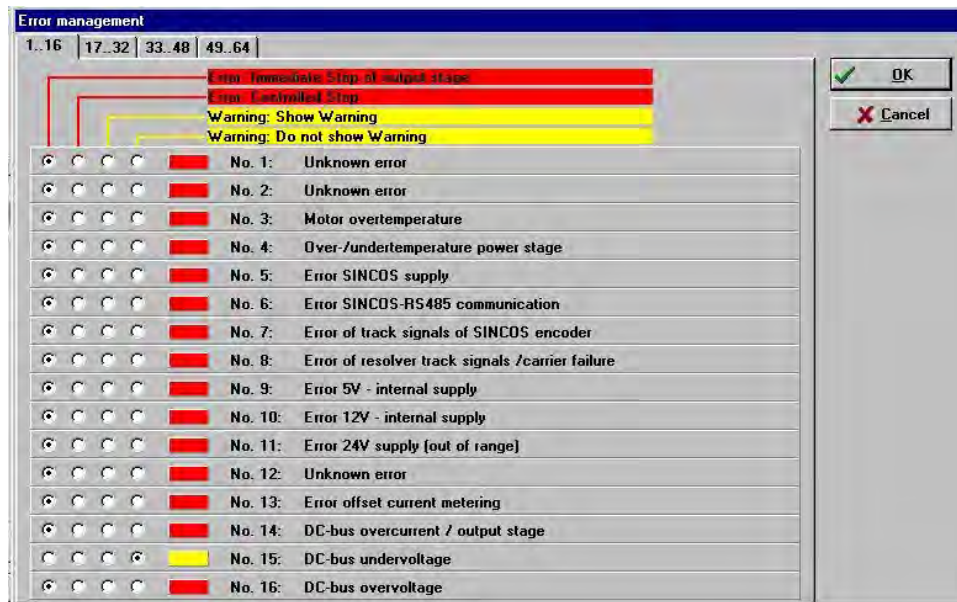 Error management
1..16 17..32 33..48 49..64
Error: Immediate Stop of output stage
Error: Controlled Stop
Warning: Show Warning
Warning: Do not show Warning
OK
Cancel
No. 1: Unknown error
No. 2: Unknown error
No. 3: Motor overtemperature
No. 4: Over-/undertemperature power stage
No. 5: Error SINCOS supply
No. 6: Error SINCOS-RS485 communication
No. 7: Error of track signals of SINCOS encoder
No. 8: Error of resolver track signals /carrier failure
No. 9: Error 5V - internal supply
No. 10: Error 12V - internal supply
No. 11: Error 24V supply (out of range)
No. 12: Unknown error
No. 13: Error offset current metering
No. 14: DC-bus overcurrent / output stage
No. 15: DC-bus undervoltage
No. 16: DC-bus overvoltage